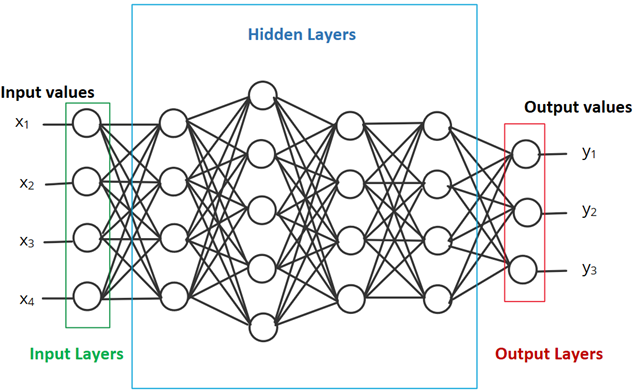 Hidden Layers
Input values
Output values
x1
x2
x3
x4
y1
y2
y3
Input Layers
Output Layers